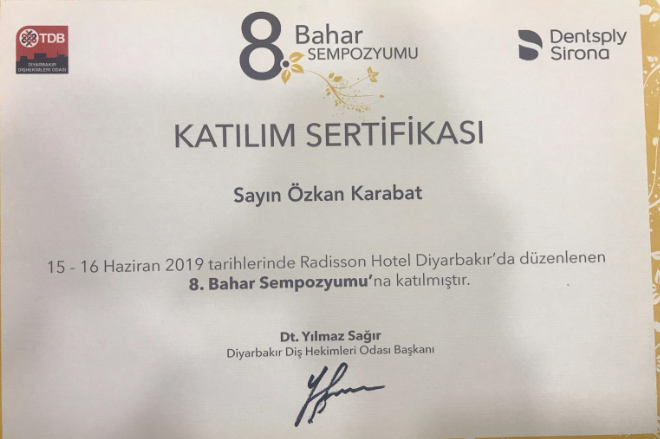 TDB
DİYARBAKIR
DİŞHEKİMLERİ ODASI
8. Bahar
SEMPOZYUMU
Dentsply
Sirona
KATILIM SERTİFİKASI
Sayın Özkan Karabat
15 - 16 Haziran 2019 tarihlerinde Radisson Hotel Diyarbakır’da düzenlenen
8. Bahar Sempozyumu’na katılmıştır.
Dt. Yılmaz Sağır
Diyarbakır Diş Hekimleri Odası Başkanı